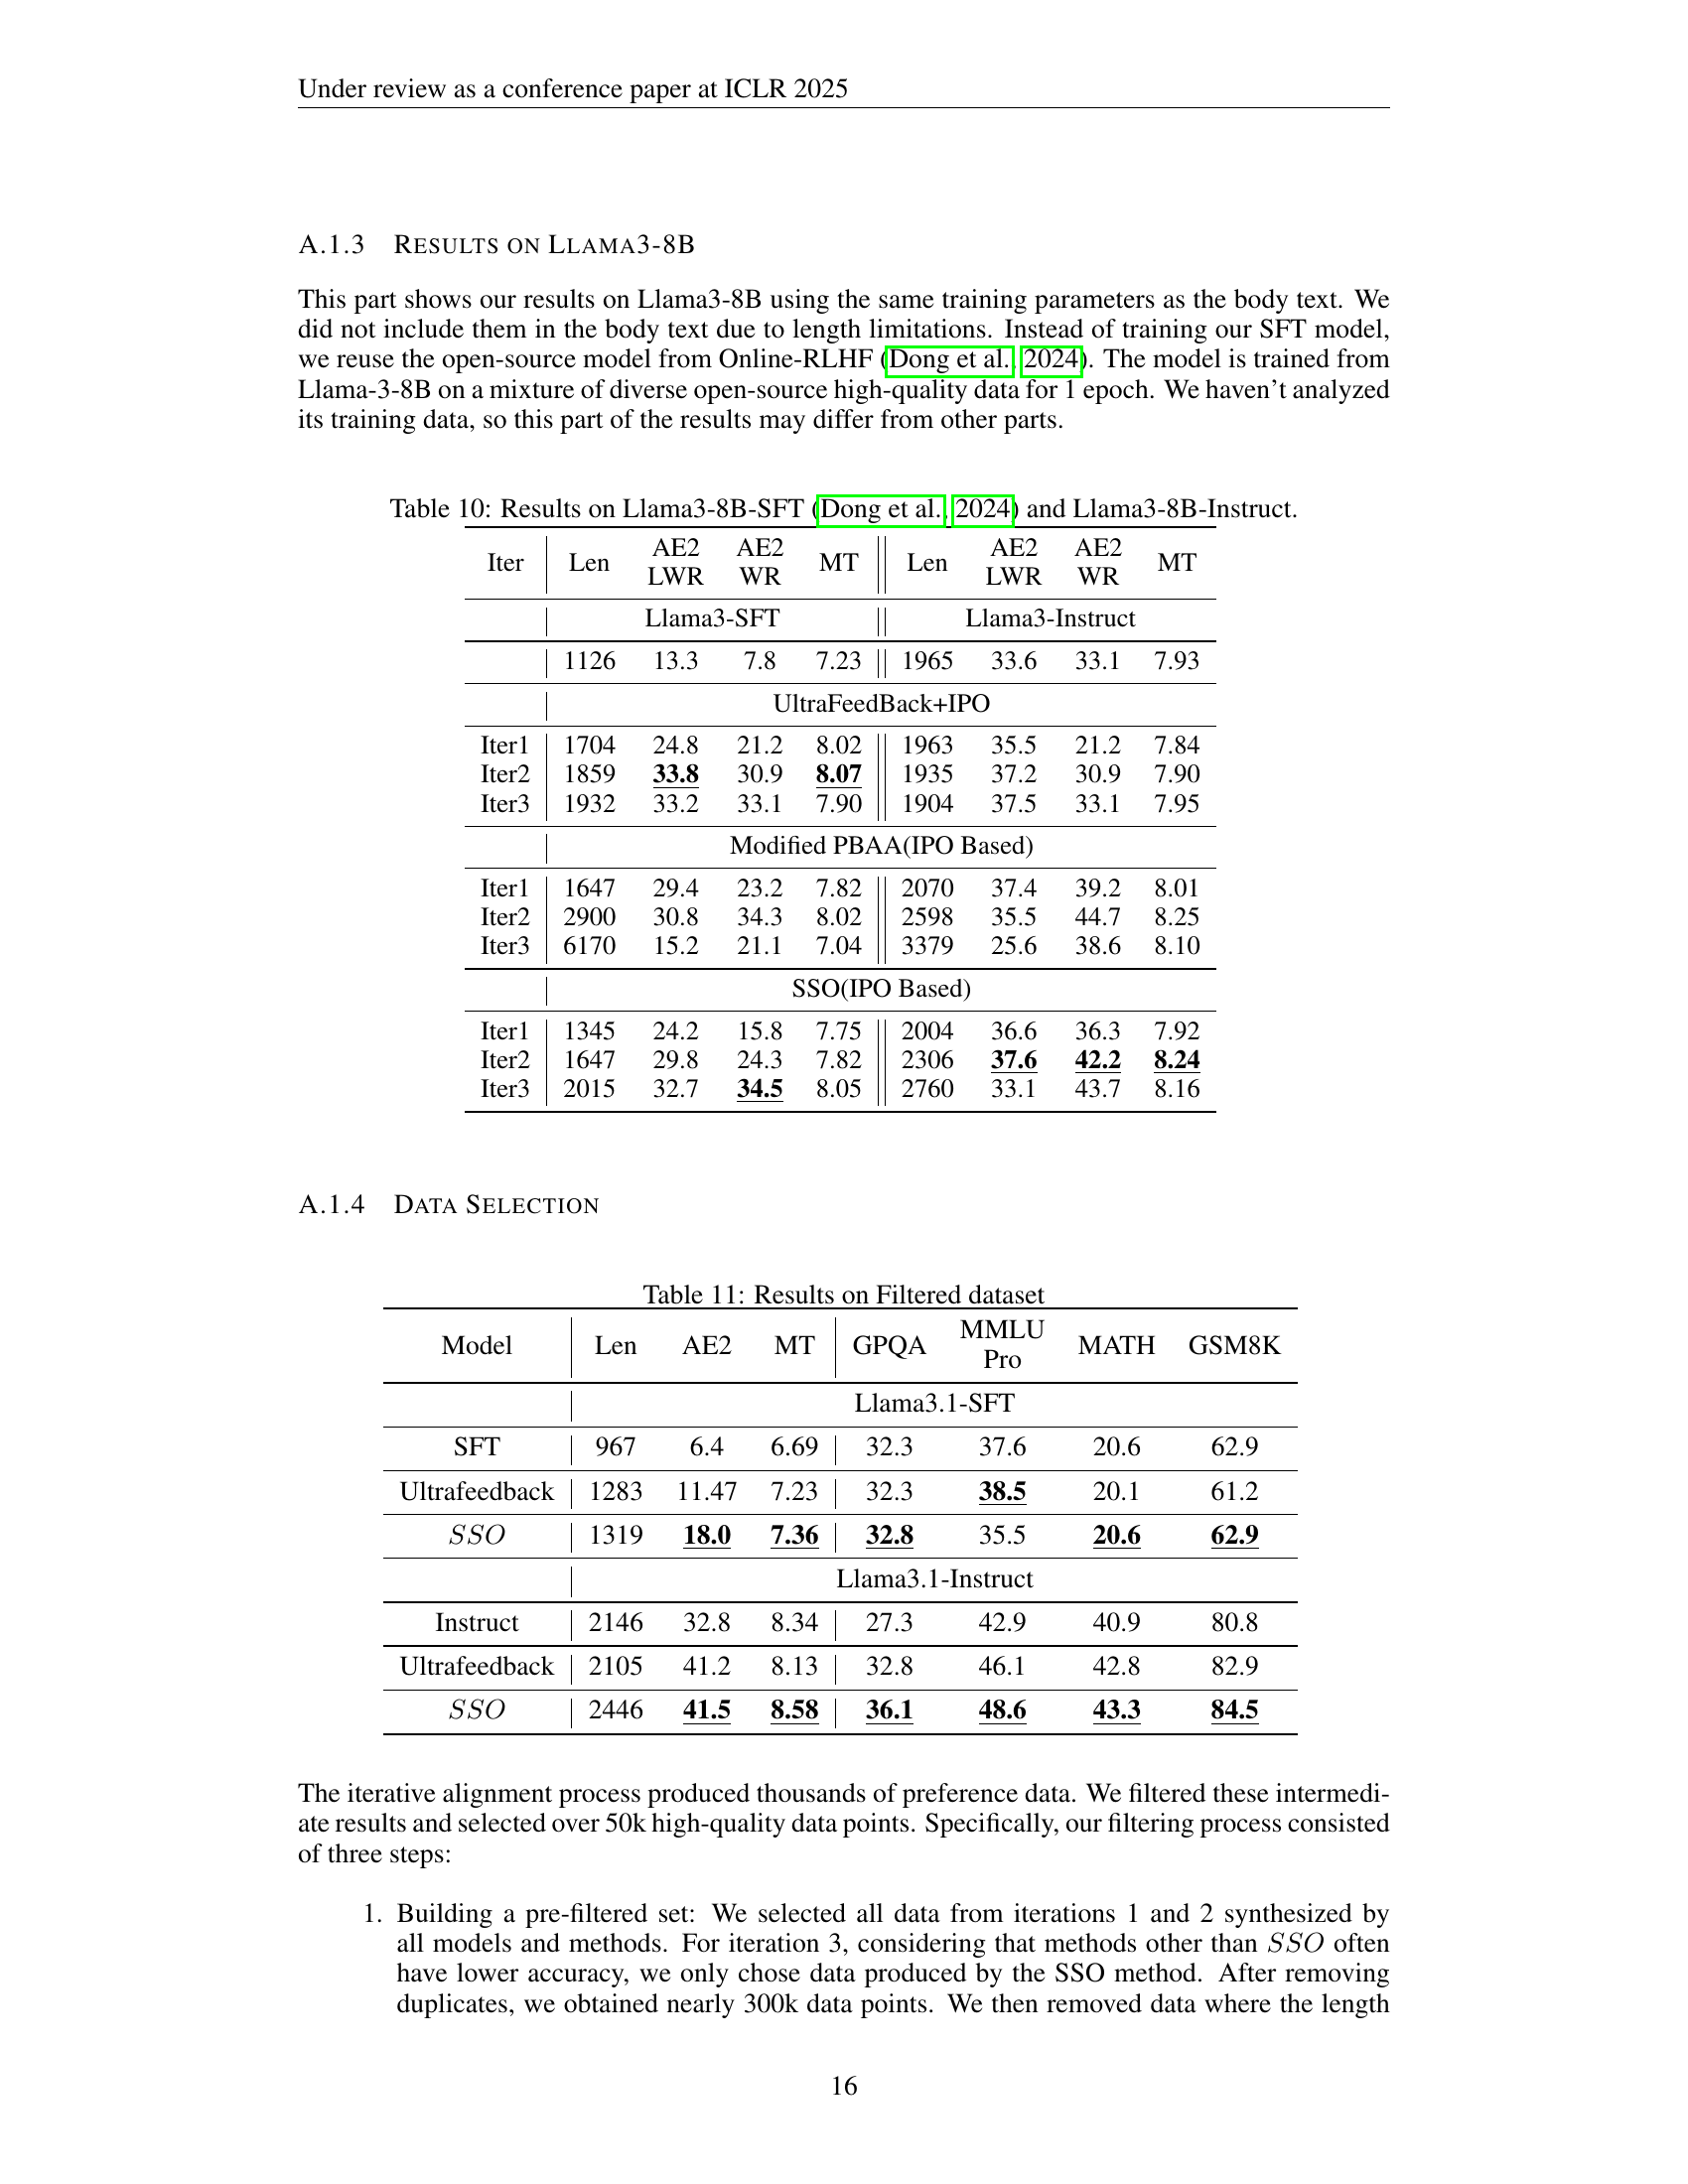 Under review as a conference paper at ICLR 2025
A.1.3 RESULTS ON LLAMA3-8B
This part shows our results on Llama3-8B using the same training parameters as the body text. We
did not include them in the body text due to length limitations. Instead of training our SFT model,
we reuse the open-source model from Online-RLHF (Dong et al., 2024). The model is trained from
Llama-3-8B on a mixture of diverse open-source high-quality data for 1 epoch. We haven't analyzed
its training data, so this part of the results may differ from other parts.
Table 10: Results on Llama3-8B-SFT (Dong et al., 2024) and Llama3-8B-Instruct.
Iter Len AE2 LWR AE2 WR MT Len AE2 LWR AE2 WR MT
Llama3-SFT Llama3-Instruct
1126 13.3 7.8 7.23 1965 33.6 33.1 7.93
UltraFeedBack+IPO
Iter1 1704 24.8 21.2 8.02 1963 35.5 21.2 7.84
Iter2 1859 33.8 30.9 8.07 1935 37.2 30.9 7.90
Iter3 1932 33.2 33.1 7.90 1904 37.5 33.1 7.95
Modified PBAA(IPO Based)
Iter1 1647 29.4 23.2 7.82 2070 37.4 39.2 8.01
Iter2 2900 30.8 34.3 8.02 2598 35.5 44.7 8.25
Iter3 6170 15.2 21.1 7.04 3379 25.6 38.6 8.10
SSO(IPO Based)
Iter1 1345 24.2 15.8 7.75 2004 36.6 36.3 7.92
Iter2 1647 29.8 24.3 7.82 2306 37.6 42.2 8.24
Iter3 2015 32.7 34.5 8.05 2760 33.1 43.7 8.16
A.1.4 DATA SELECTION
Table 11: Results on Filtered dataset
Model Len AE2 MT GPQA MMLU Pro MATH GSM8K
Llama3.1-SFT
SFT 967 6.4 6.69 32.3 37.6 20.6 62.9
Ultrafeedback 1283 11.47 7.23 32.3 38.5 20.1 61.2
SSO 1319 18.0 7.36 32.8 35.5 20.6 62.9
Llama3.1-Instruct
Instruct 2146 32.8 8.34 27.3 42.9 40.9 80.8
Ultrafeedback 2105 41.2 8.13 32.8 46.1 42.8 82.9
SSO 2446 41.5 8.58 36.1 48.6 43.3 84.5
The iterative alignment process produced thousands of preference data. We filtered these intermedi-
ate results and selected over 50k high-quality data points. Specifically, our filtering process consisted
of three steps:
1. Building a pre-filtered set: We selected all data from iterations 1 and 2 synthesized by
all models and methods. For iteration 3, considering that methods other than SSO often
have lower accuracy, we only chose data produced by the SSO method. After removing
duplicates, we obtained nearly 300k data points. We then removed data where the length
16